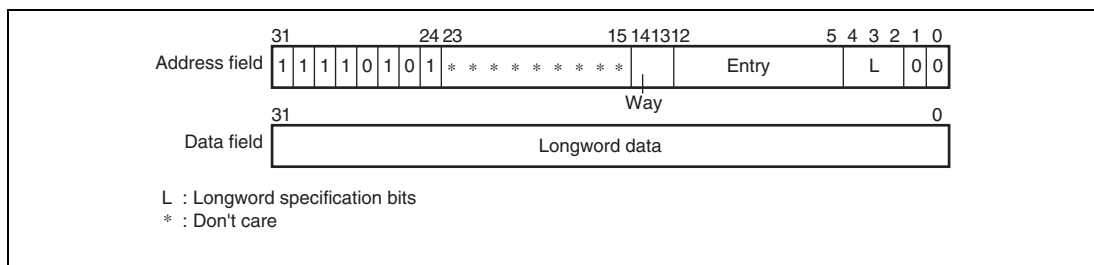 31 24 23 15 14 13 12 5 4 3 2 1 0
Address field 1 1 1 1 0 1 0 1 * * * * * * * * * Entry L 0 0
Way
31 0
Data field Longword data
L : Longword specification bits
* : Don't care